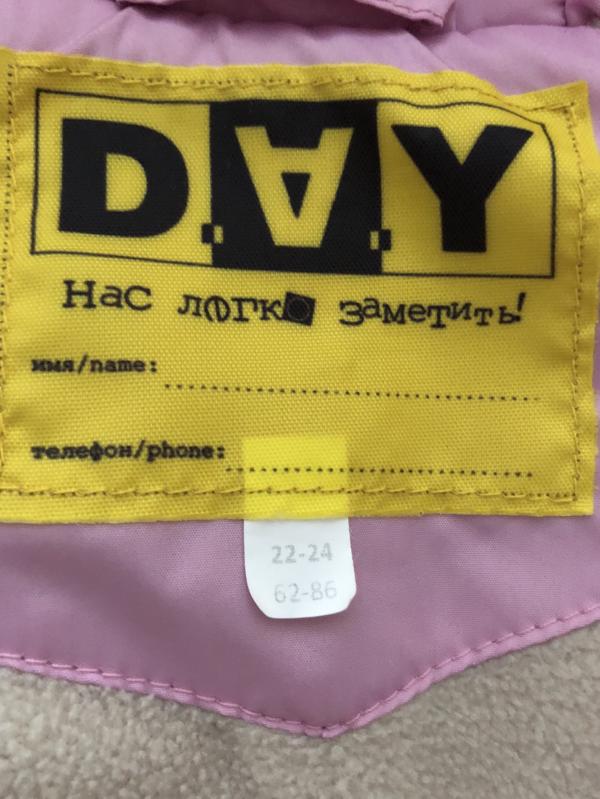 D.A.Y
Нас легко заметить!
имя/name:
телефон/phone:
22-24
62-86